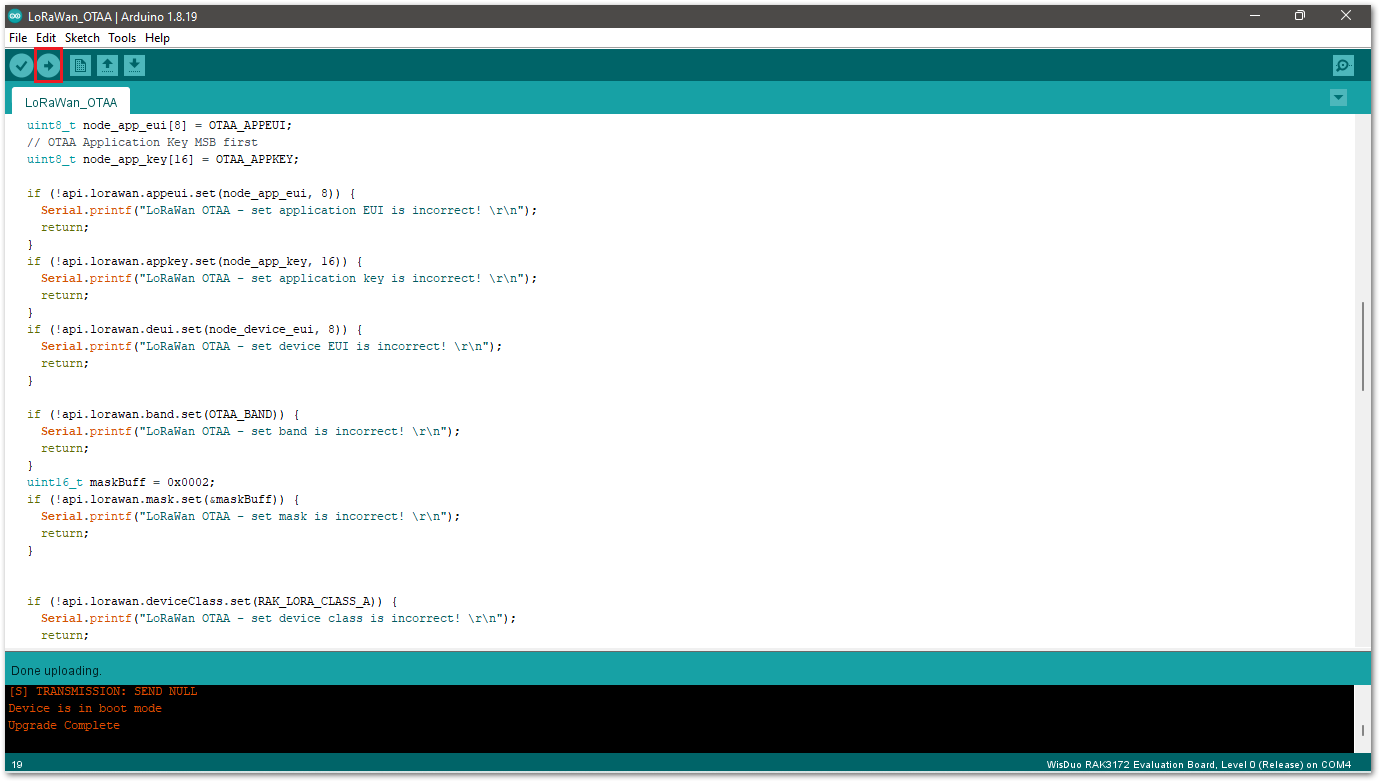 LoRaWan_OTAA | Arduino 1.8.19
File Edit Sketch Tools Help
LoRaWan_OTAA
uint8_t node_app_eui[8] = OTAA_APPEUI;
// OTAA Application Key MSB first
uint8_t node_app_key[16] = OTAA_APPKEY;
if (!api.lorawan.appeui.set(node_app_eui, 8)) {
Serial.printf("LoRaWan OTAA - set application EUI is incorrect! \r\n");
return;
}
if (!api.lorawan.appkey.set(node_app_key, 16)) {
Serial.printf("LoRaWan OTAA - set application key is incorrect! \r\n");
return;
}
if (!api.lorawan.deui.set(node_device_eui, 8)) {
Serial.printf("LoRaWan OTAA - set device EUI is incorrect! \r\n");
return;
}
if (!api.lorawan.band.set(OTAA_BAND)) {
Serial.printf("LoRaWan OTAA - set band is incorrect! \r\n");
return;
}
uint16_t maskBuff = 0x0002;
if (!api.lorawan.mask.set(&maskBuff)) {
Serial.printf("LoRaWan OTAA - set mask is incorrect! \r\n");
return;
}
if (!api.lorawan.deviceClass.set(RAK_LORA_CLASS_A)) {
Serial.printf("LoRaWan OTAA - set device class is incorrect! \r\n");
return;
Done uploading.
[S] TRANSMISSION: SEND NULL
Device is in boot mode
Upgrade Complete
19 WisDuo RAK3172 Evaluation Board, Level 0 (Release) on COM4